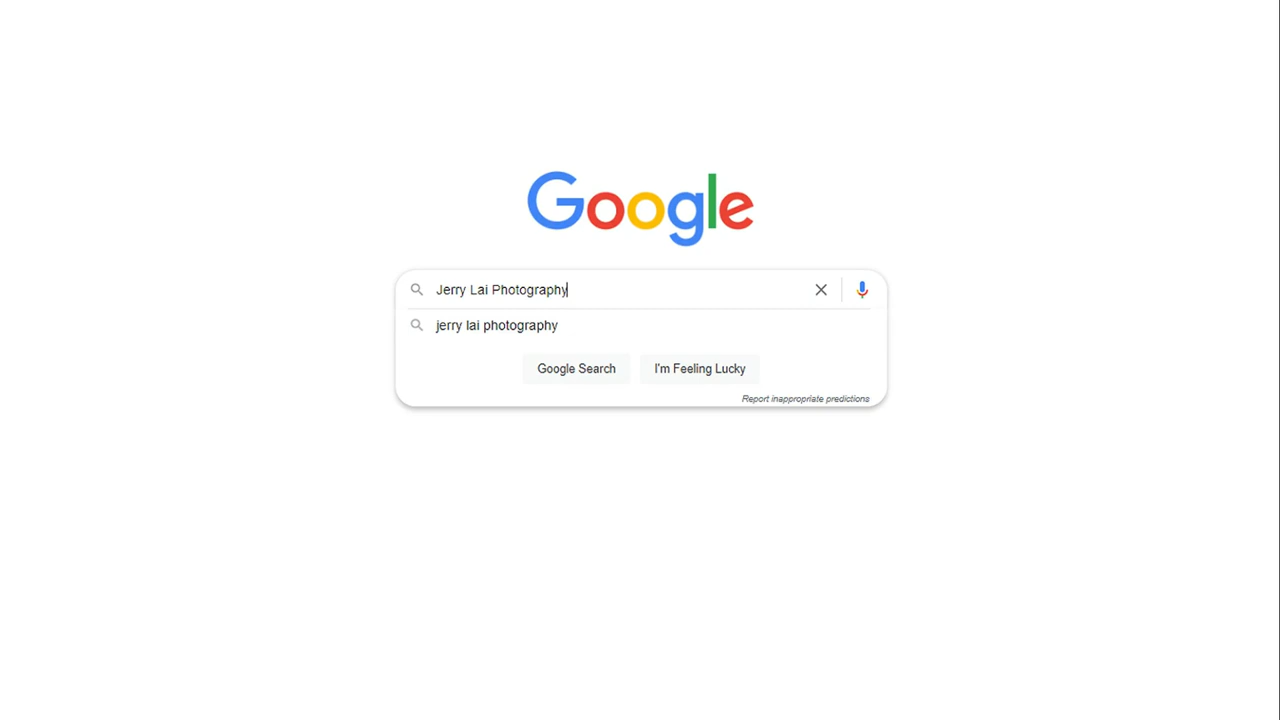 Google
Jerry Lai Photography
jerry lai photography
Google Search
I'm Feeling Lucky
Report inappropriate predictions